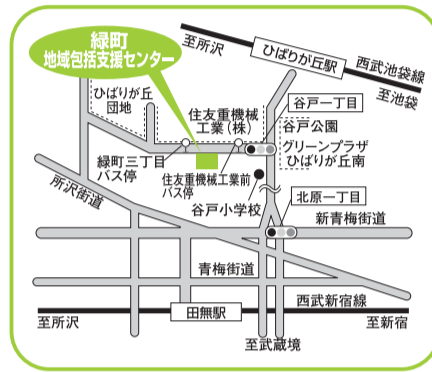 緑町
地域包括支援センター
至所沢
ひばりが丘駅
西武池袋線
至池袋
ひばりが丘
団地
住友重機械
工業(株)
谷戸一丁目
谷戸公園
グリーンプラザ
ひばりが丘南
緑町三丁目
バス停
住友重機械工業前
バス停
所沢街道
谷戸小学校
北原一丁目
新青梅街道
青梅街道
西武新宿線
至所沢
田無駅
至新宿
至武蔵境